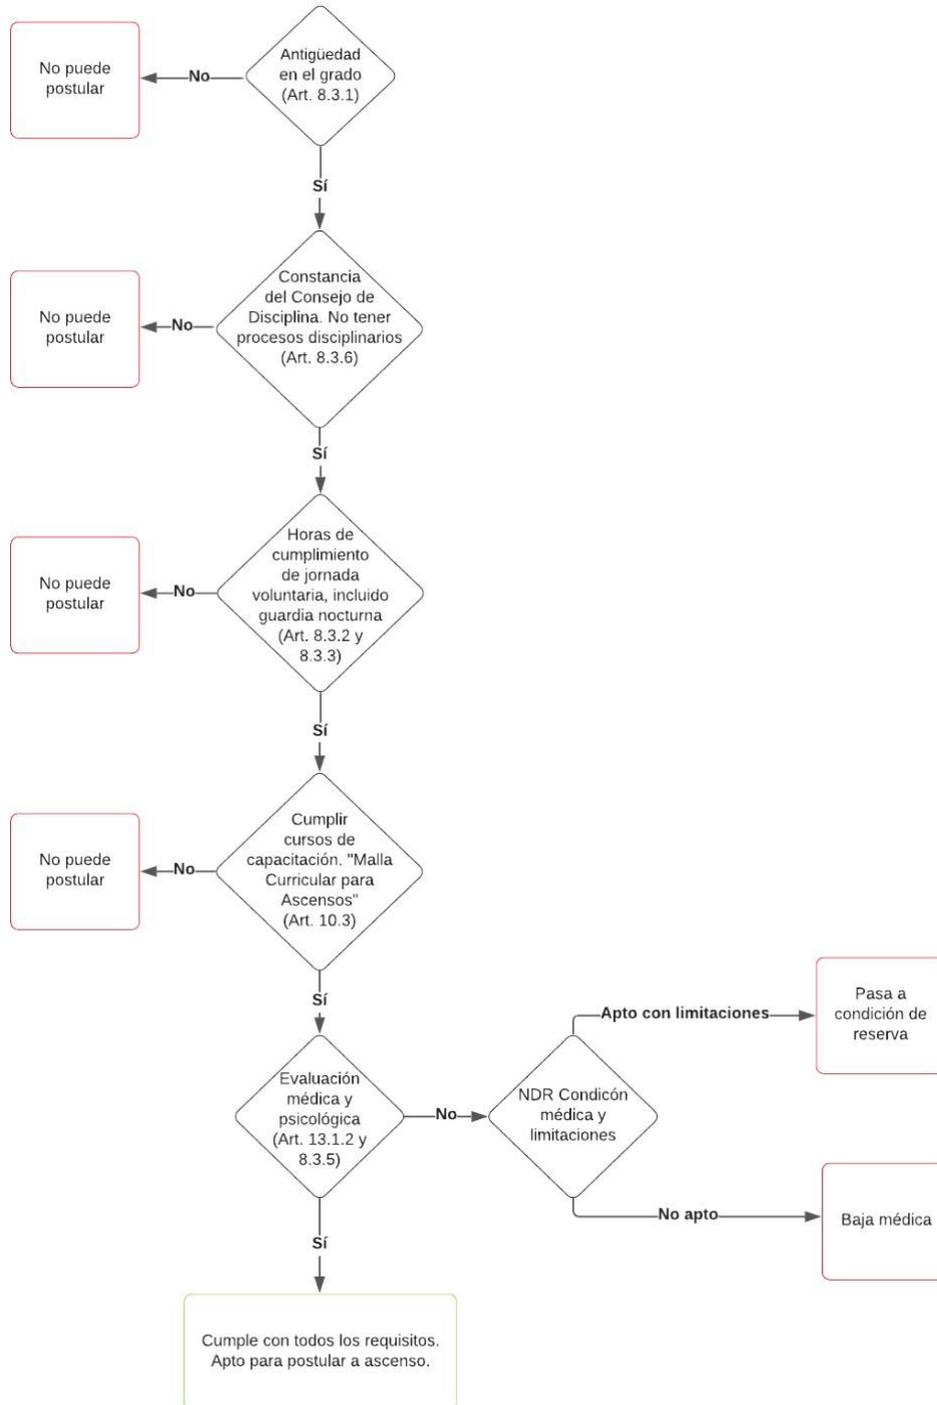 Antigüedad
en el grado
(Art. 8.3.1)
No
No puede
postular
Sí
Constancia
del Consejo de
Disciplina. No tener
procesos disciplinarios
(Art. 8.3.6)
No
No puede
postular
Sí
Horas de
cumplimiento
de jornada
voluntaria, incluido
guardia nocturna
(Art. 8.3.2 y
8.3.3)
No
No puede
postular
Sí
Cumplir
cursos de
capacitación. "Malla
Curricular para
Ascensos"
(Art. 10.3)
No
No puede
postular
Sí
Evaluación
médica y
psicológica
(Art. 13.1.2 y
8.3.5)
No
NDR Condicón
médica y
limitaciones
Apto con limitaciones
Pasa a
condición de
reserva
No apto
Baja médica
Sí
Cumple con todos los requisitos.
Apto para postular a ascenso.